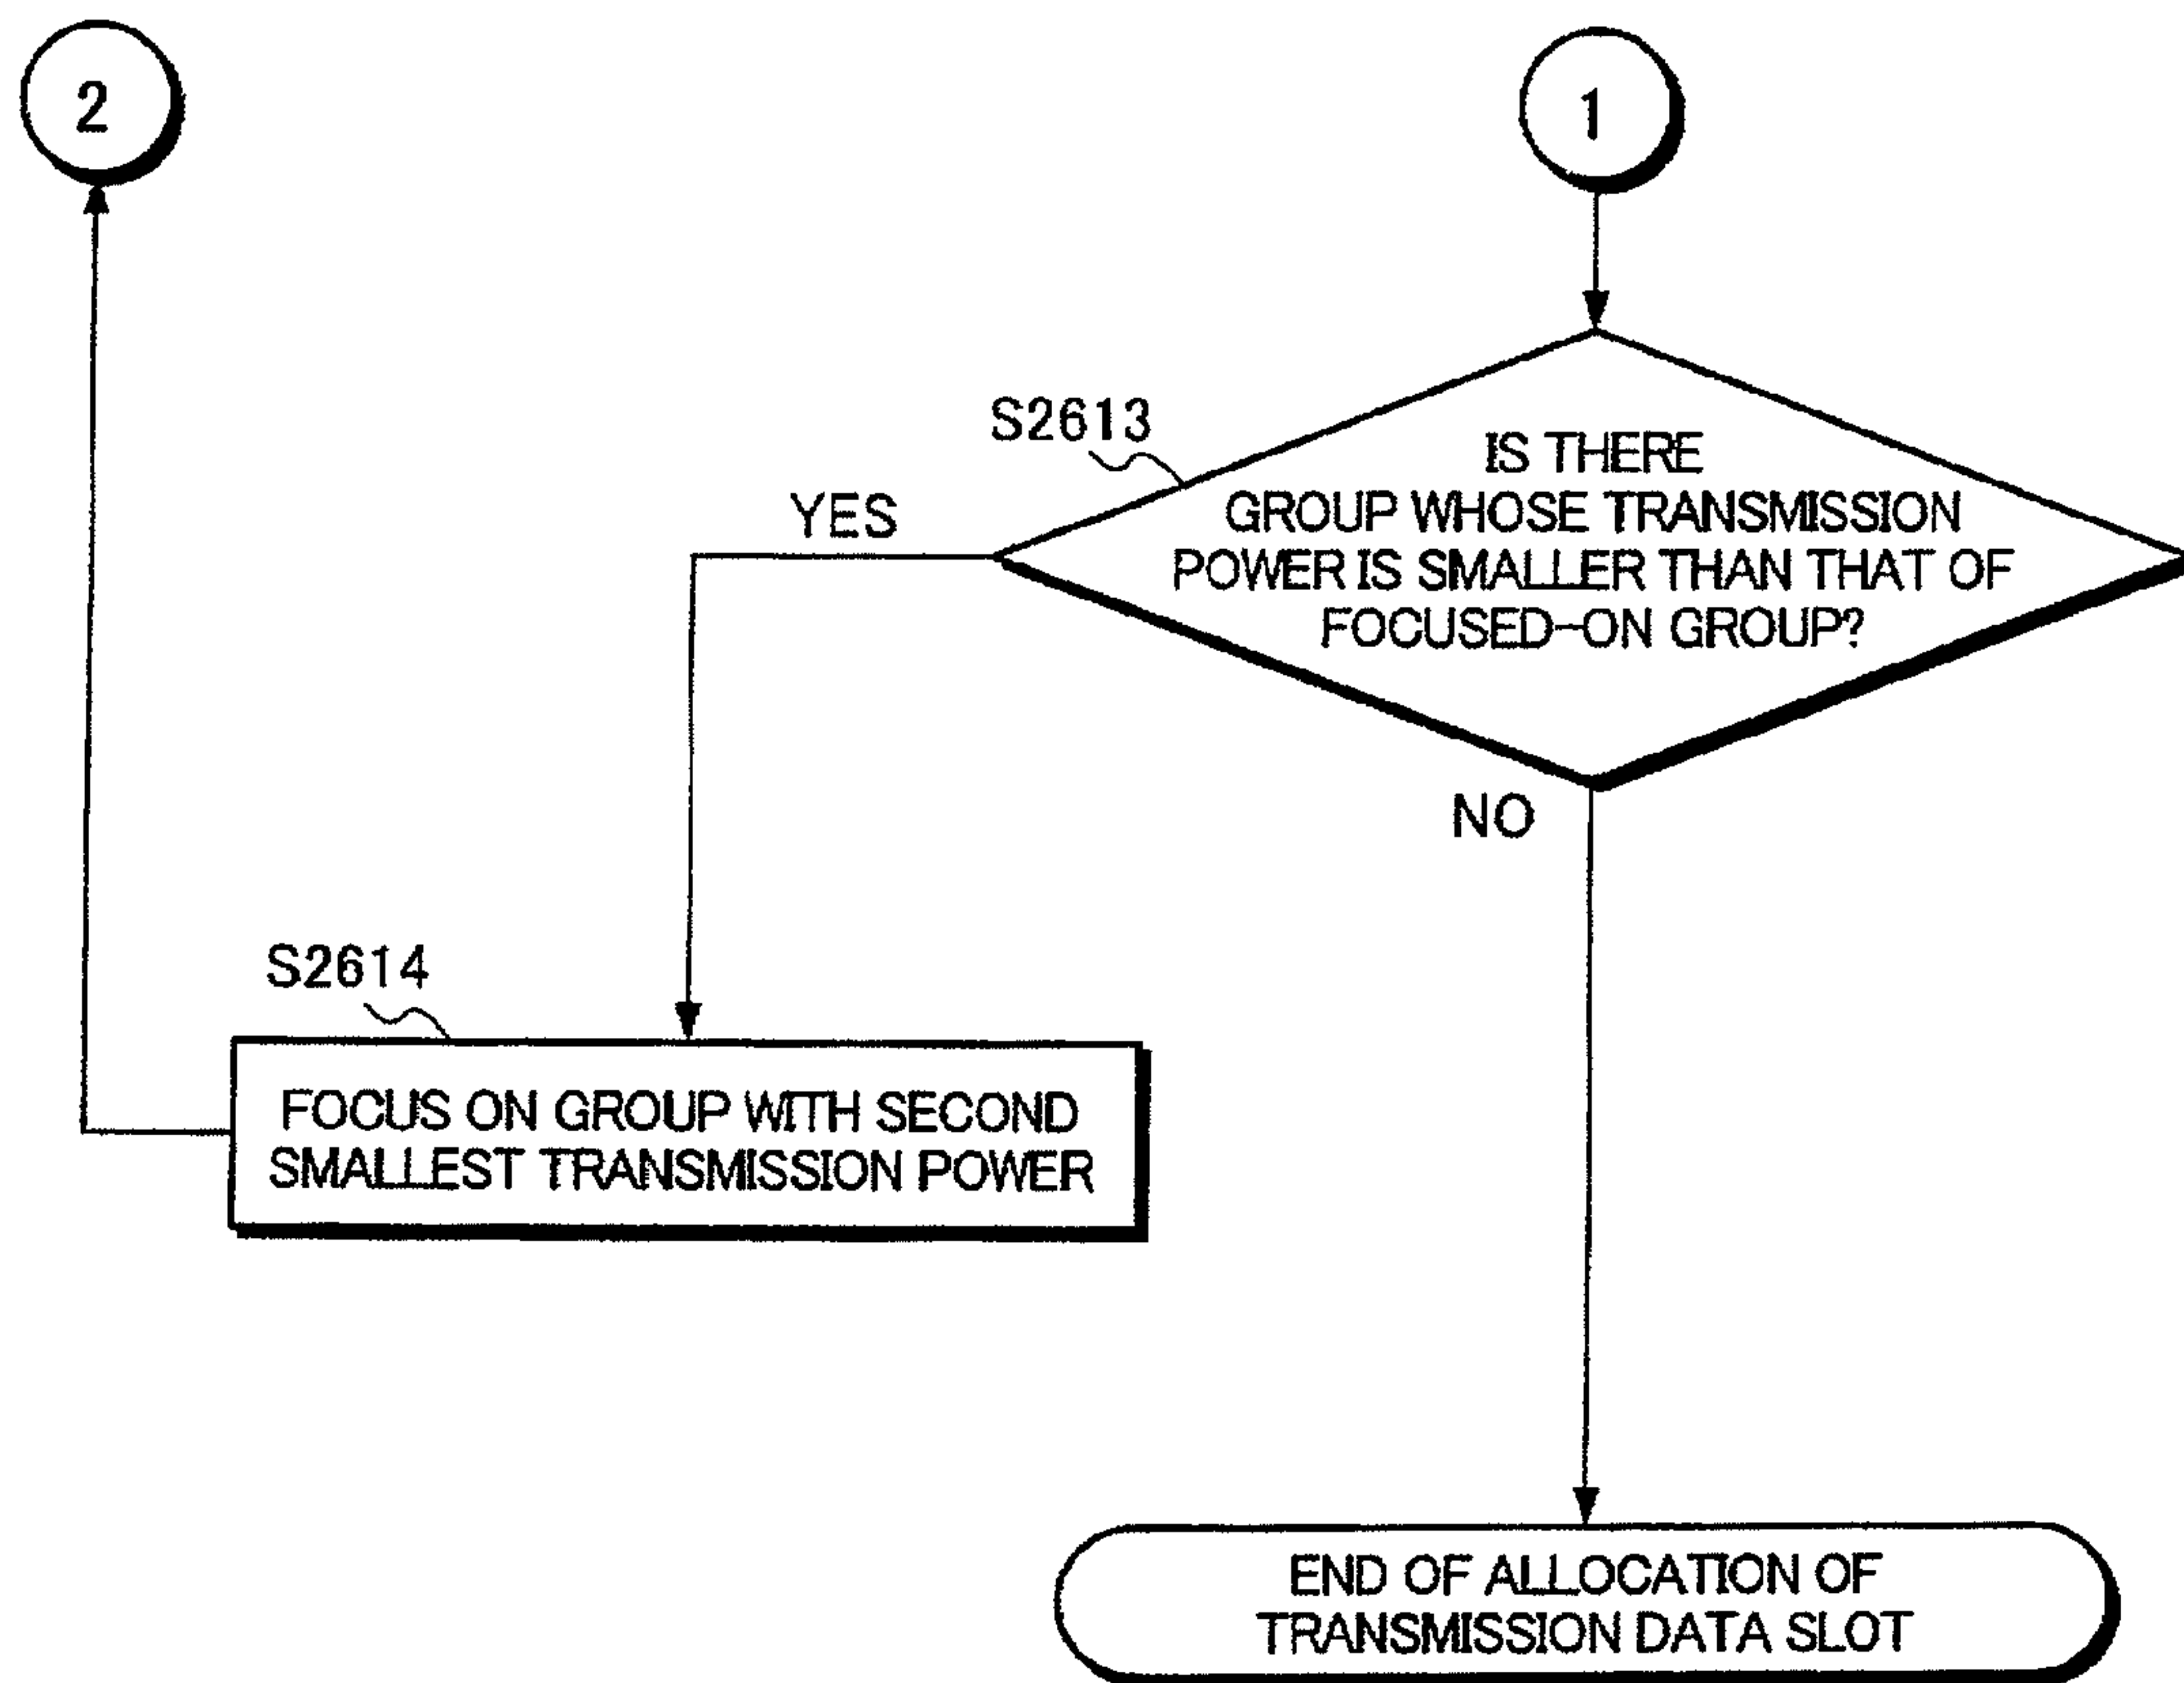 2
1
S2613
IS THERE
GROUP WHOSE TRANSMISSION
POWER IS SMALLER THAN THAT OF
FOCUSED-ON GROUP?
YES
NO
S2614
FOCUS ON GROUP WITH SECOND
SMALLEST TRANSMISSION POWER
END OF ALLOCATION OF
TRANSMISSION DATA SLOT